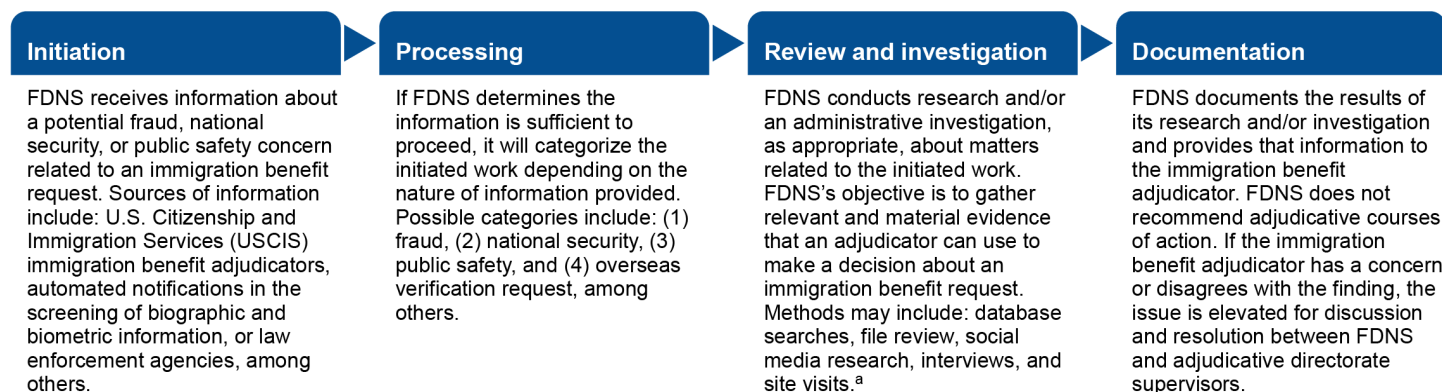 Initiation
FDNS receives information about
a potential fraud, national
security, or public safety concern
related to an immigration benefit
request. Sources of information
include: U.S. Citizenship and
Immigration Services (USCIS)
immigration benefit adjudicators,
automated notifications in the
screening of biographic and
biometric information, or law
enforcement agencies, among
others.
Processing
If FDNS determines the
information is sufficient to
proceed, it will categorize the
initiated work depending on the
nature of information provided.
Possible categories include: (1)
fraud, (2) national security, (3)
public safety, and (4) overseas
verification request, among
others.
Review and investigation
FDNS conducts research and/or
an administrative investigation,
as appropriate, about matters
related to the initiated work.
FDNS’s objective is to gather
relevant and material evidence
that an adjudicator can use to
make a decision about an
immigration benefit request.
Methods may include: database
searches, file review, social
media research, interviews, and
site visits.ᵃ
Documentation
FDNS documents the results of
its research and/or investigation
and provides that information to
the immigration benefit
adjudicator. FDNS does not
recommend adjudicative courses
of action. If the immigration
benefit adjudicator has a concern
or disagrees with the finding, the
issue is elevated for discussion
and resolution between FDNS
and adjudicative directorate
supervisors.